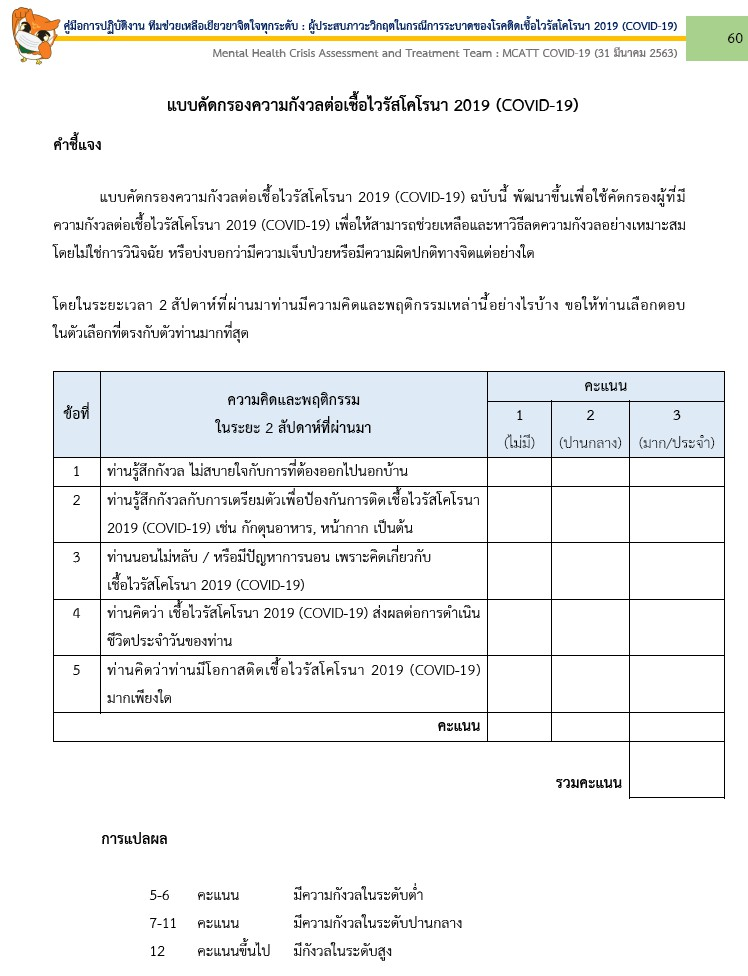 คู่มือการปฏิบัติงาน ทีมช่วยเหลือเยียวยาจิตใจทุกระดับ : ผู้ประสบภาวะวิกฤตในกรณีการระบาดของโรคติดเชื้อไวรัสโคโรนา 2019 (COVID-19)
60
Mental Health Crisis Assessment and Treatment Team : MCATT COVID-19 (31 มีนาคม 2563)
แบบคัดกรองความกังวลต่อเชื้อไวรัสโคโรนา 2019 (COVID-19)
คำชี้แจง
แบบคัดกรองความกังวลต่อเชื้อไวรัสโคโรนา 2019 (COVID-19) ฉบับนี้ พัฒนาขึ้นเพื่อใช้คัดกรองผู้ที่มี
ความกังวลต่อเชื้อไวรัสโคโรนา 2019 (COVID-19) เพื่อให้สามารถช่วยเหลือและหาวิธีลดความกังวลอย่างเหมาะสม
โดยไม่ใช่การวินิจฉัย หรือบ่งบอกว่ามีความเจ็บป่วยหรือมีความผิดปกติทางจิตแต่อย่างใด
โดยในระยะเวลา 2 สัปดาห์ที่ผ่านมาท่านมีความคิดและพฤติกรรมเหล่านี้อย่างไรบ้าง ขอให้ท่านเลือกตอบ
ในตัวเลือกที่ตรงกับตัวท่านมากที่สุด
ข้อที่
ความคิดและพฤติกรรม
ในระยะ 2 สัปดาห์ที่ผ่านมา
คะแนน
1 2 3
(ไม่มี) (ปานกลาง) (มาก/ประจำ)
1 ท่านรู้สึกกังวล ไม่สบายใจกับการที่ต้องออกไปนอกบ้าน
2 ท่านรู้สึกกังวลกับการเตรียมตัวเพื่อป้องกันการติดเชื้อไวรัสโคโรนา
2019 (COVID-19) เช่น กักตุนอาหาร, หน้ากาก เป็นต้น
3 ท่านนอนไม่หลับ / หรือมีปัญหาการนอน เพราะคิดเกี่ยวกับ
เชื้อไวรัสโคโรนา 2019 (COVID-19)
4 ท่านคิดว่า เชื้อไวรัสโคโรนา 2019 (COVID-19) ส่งผลต่อการดำเนิน
ชีวิตประจำวันของท่าน
5 ท่านคิดว่าท่านมีโอกาสติดเชื้อไวรัสโคโรนา 2019 (COVID-19)
มากเพียงใด
คะแนน
รวมคะแนน
การแปลผล
5-6 คะแนน มีความกังวลในระดับต่ำ
7-11 คะแนน มีความกังวลในระดับปานกลาง
12 คะแนนขึ้นไป มีกังวลในระดับสูง